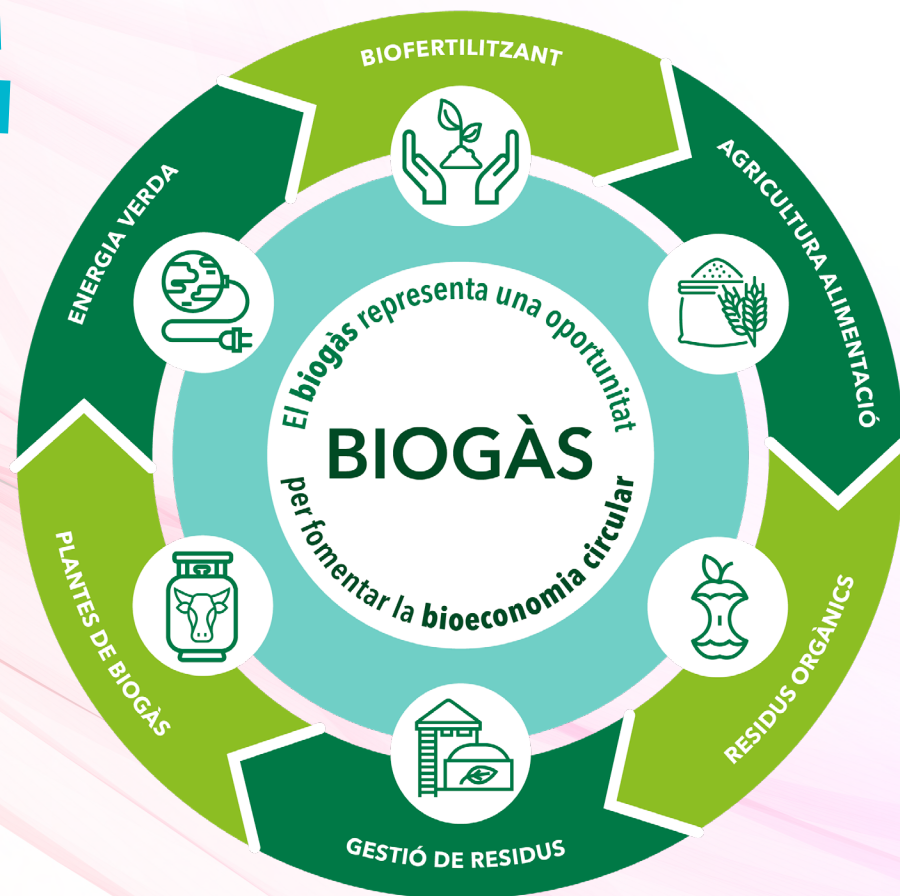 BIOFERTILITZANT
AGRICULTURA ALIMENTACIÓ
RESIDUS ORGÀNICS
GESTIÓ DE RESIDUS
PLANTES DE BIOGÀS
ENERGIA VERDA
El biogàs representa una oportunitat
BIOGÀS
per fomentar la bioeconomia circular